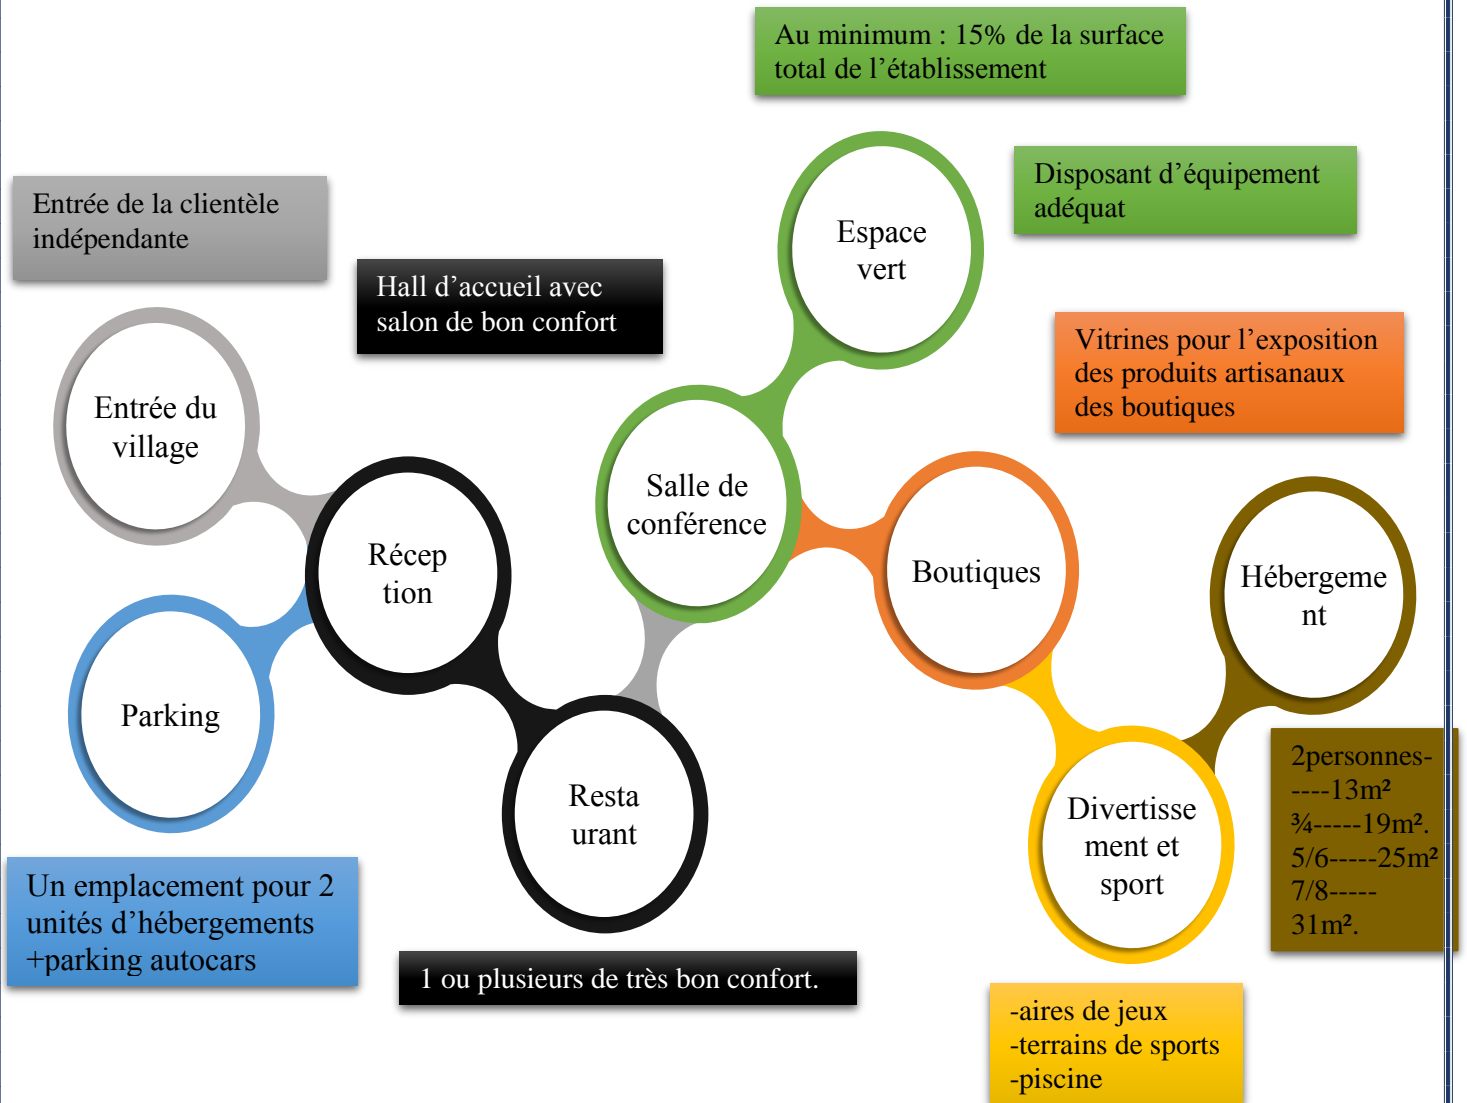 Au minimum : 15% de la surface
total de l’établissement
Disposant d’équipement
adéquat
Entrée de la clientèle
indépendante
Espace
vert
Hall d’accueil avec
salon de bon confort
Vitrines pour l’exposition
des produits artisanaux
des boutiques
Entrée du
village
Salle de
conférence
Récep
tion
Boutiques
Hébergeme
nt
Parking
Resta
urant
Divertisse
ment et
sport
2personnes-
----13m²
¾-----19m².
5/6-----25m²
7/8-----
31m².
Un emplacement pour 2
unités d’hébergements
+parking autocars
1 ou plusieurs de très bon confort.
-aires de jeux
-terrains de sports
-piscine